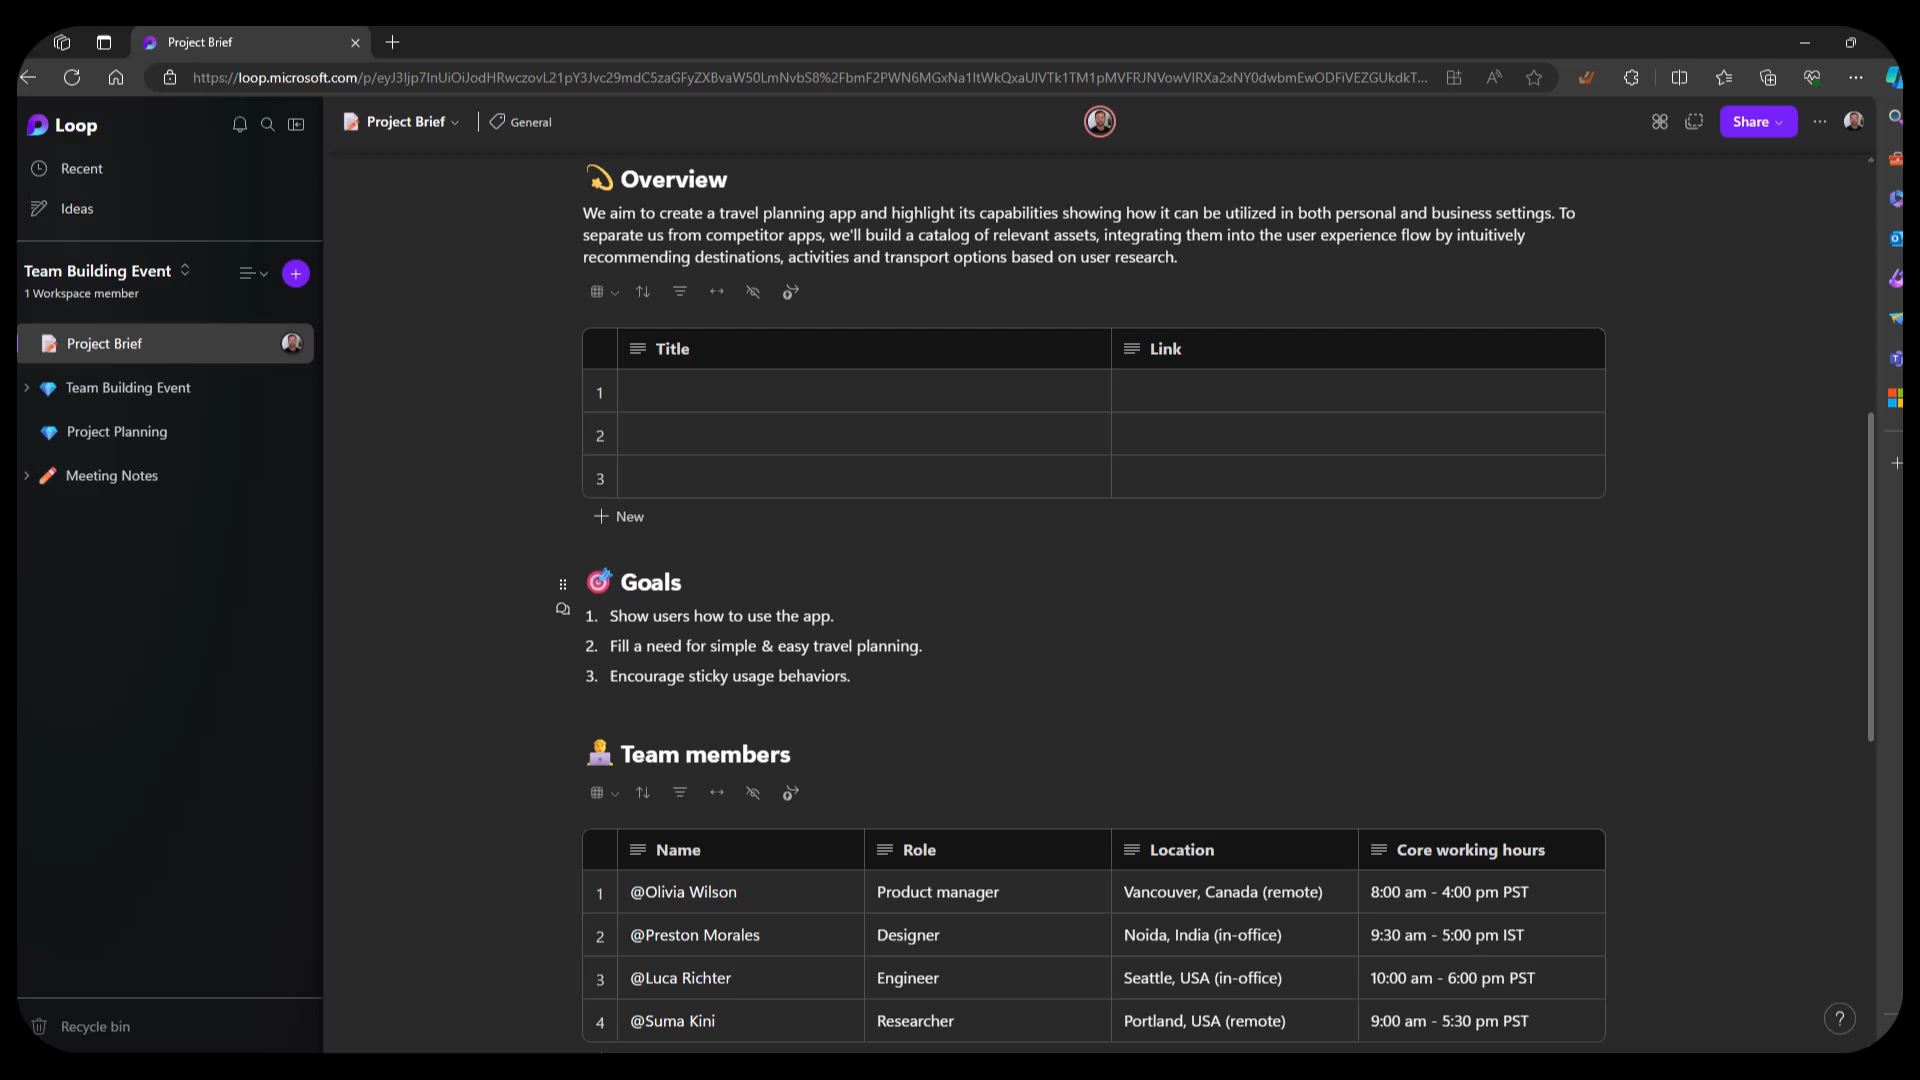 Project Brief
https://loop.microsoft.com/p/
Loop
Project Brief
General
Share
Recent
Ideas
Team Building Event
1 Workspace member
Project Brief
Team Building Event
Project Planning
Meeting Notes
Recycle bin
Overview
We aim to create a travel planning app and highlight its capabilities showing how it can be utilized in both personal and business settings. To
separate us from competitor apps, we'll build a catalog of relevant assets, integrating them into the user experience flow by intuitively
recommending destinations, activities and transport options based on user research.
Title Link
1
2
3
New
Goals
1. Show users how to use the app.
2. Fill a need for simple & easy travel planning.
3. Encourage sticky usage behaviors.
Team members
Name Role Location Core working hours
1 @Olivia Wilson Product manager Vancouver, Canada (remote) 8:00 am - 4:00 pm PST
2 @Preston Morales Designer Noida, India (in-office) 9:30 am - 5:00 pm IST
3 @Luca Richter Engineer Seattle, USA (in-office) 10:00 am - 6:00 pm PST
4 @Suma Kini Researcher Portland, USA (remote) 9:00 am - 5:30 pm PST